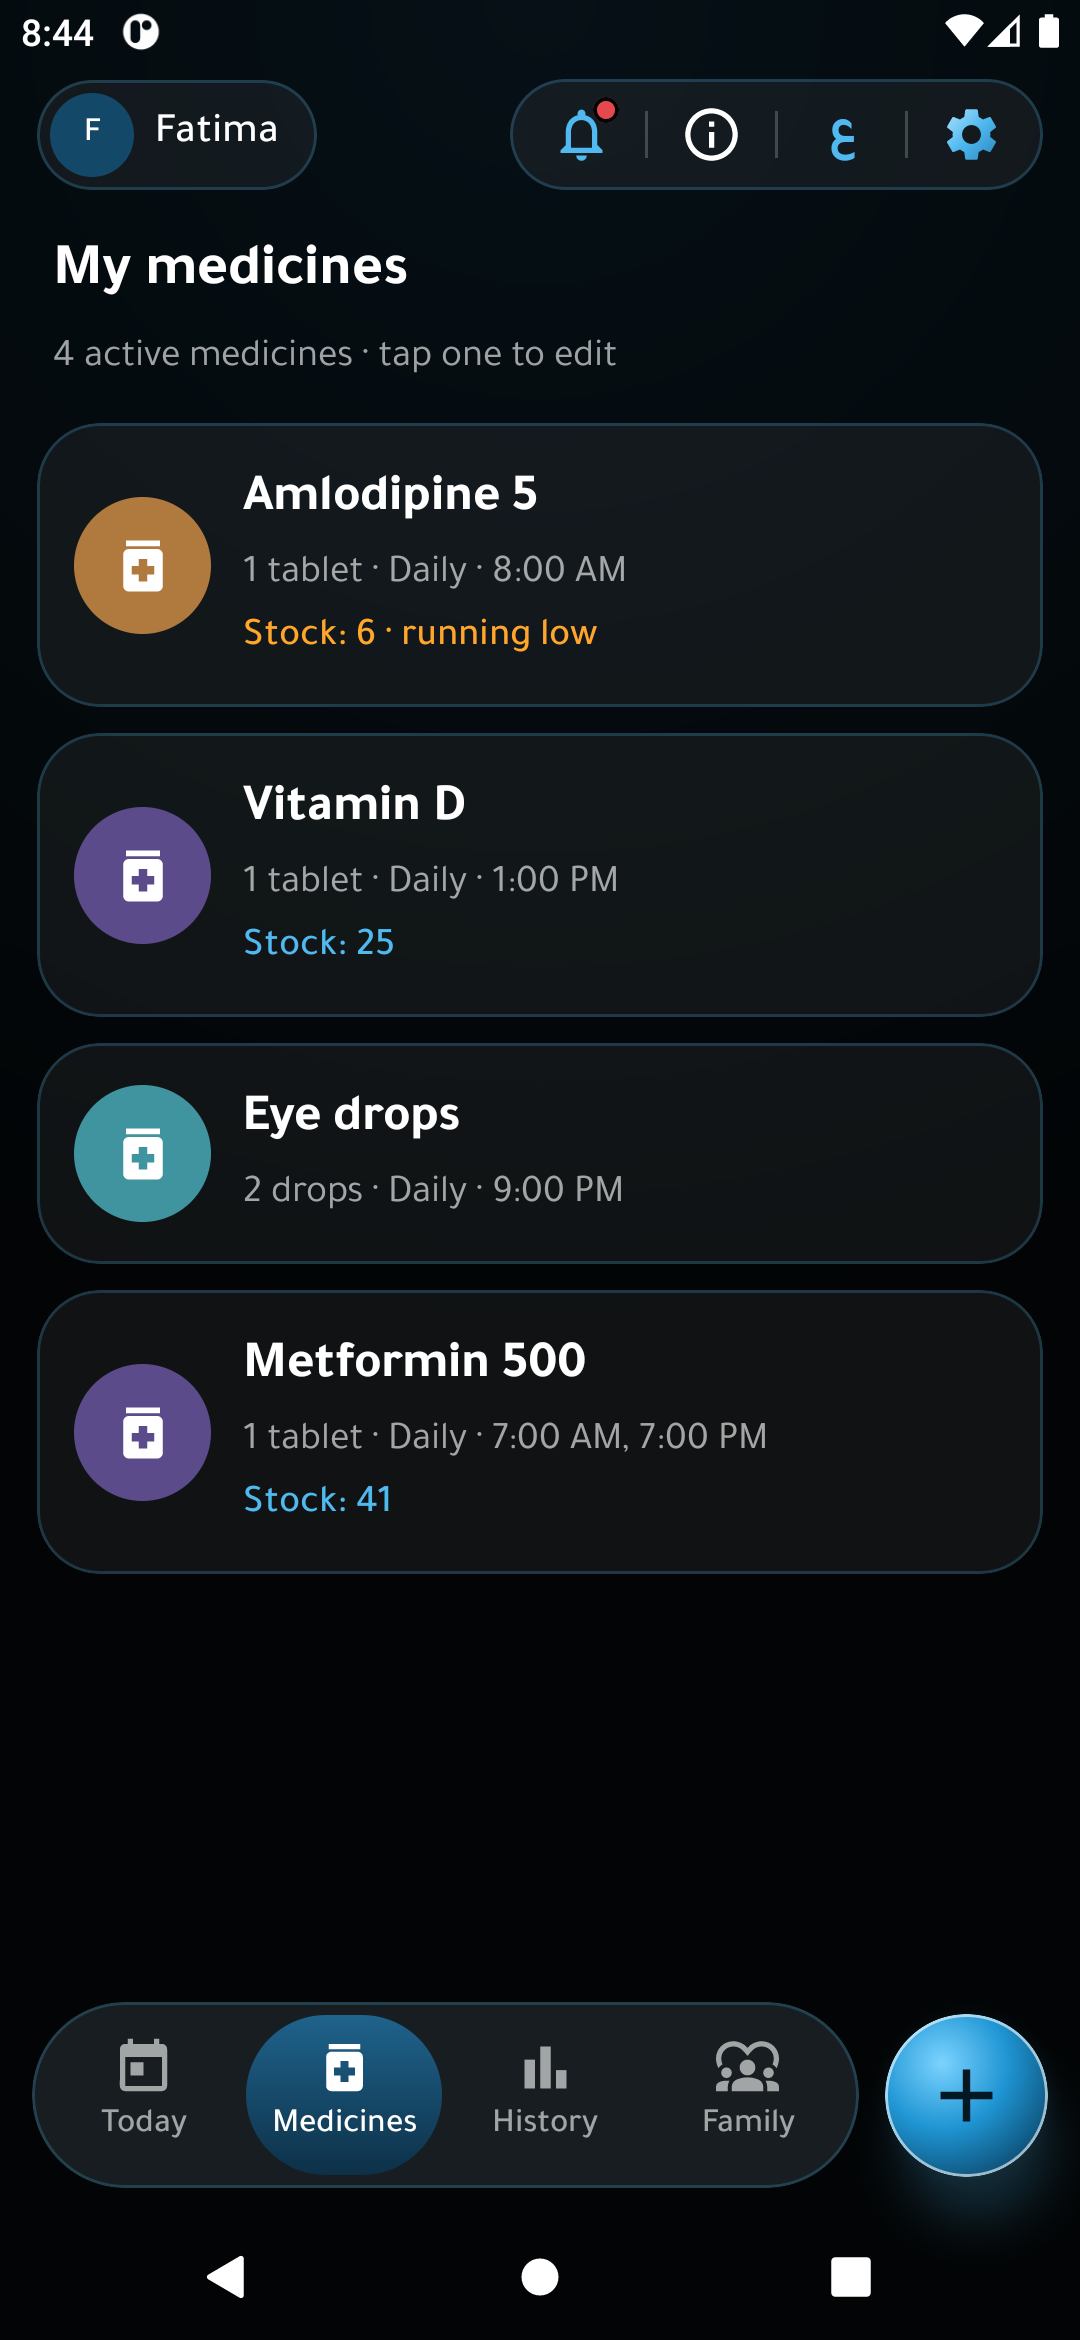 8:44
F Fatima
ع
My medicines
4 active medicines · tap one to edit
Amlodipine 5
1 tablet · Daily · 8:00 AM
Stock: 6 · running low
Vitamin D
1 tablet · Daily · 1:00 PM
Stock: 25
Eye drops
2 drops · Daily · 9:00 PM
Metformin 500
1 tablet · Daily · 7:00 AM, 7:00 PM
Stock: 41
Today Medicines History Family